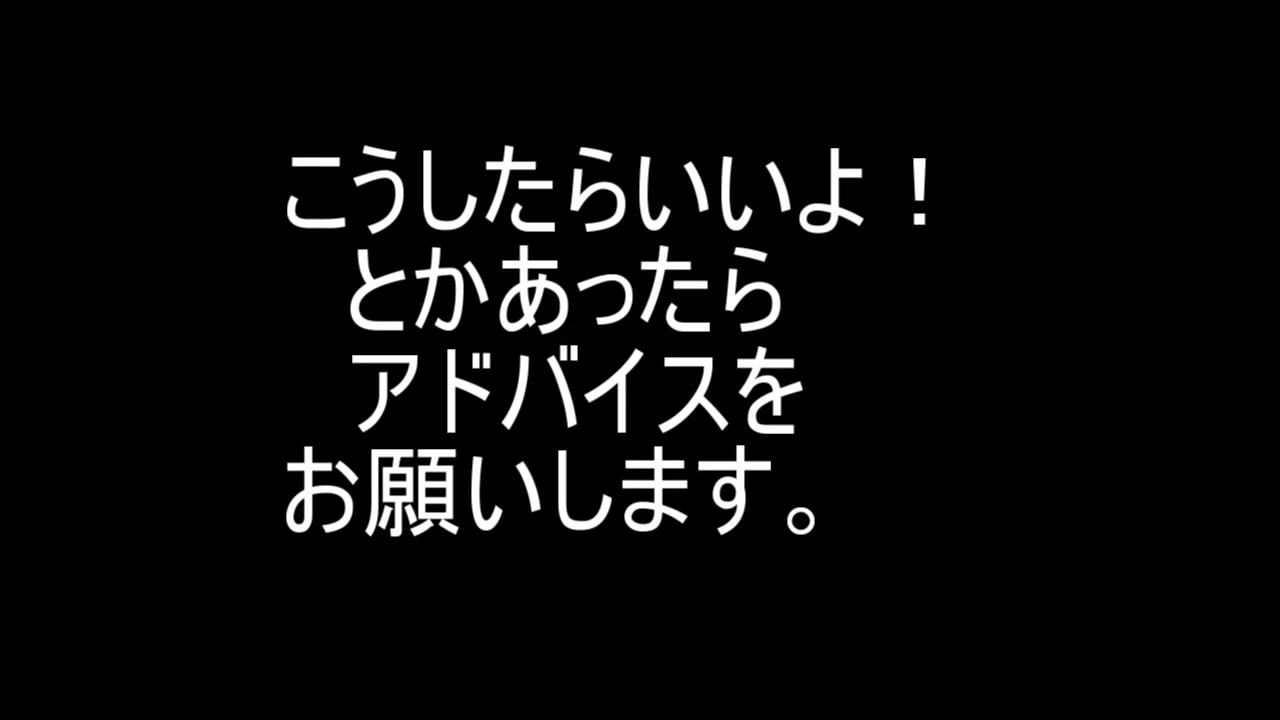 こうしたらいいよ！
とかあったら
アドバイスを
お願いします。